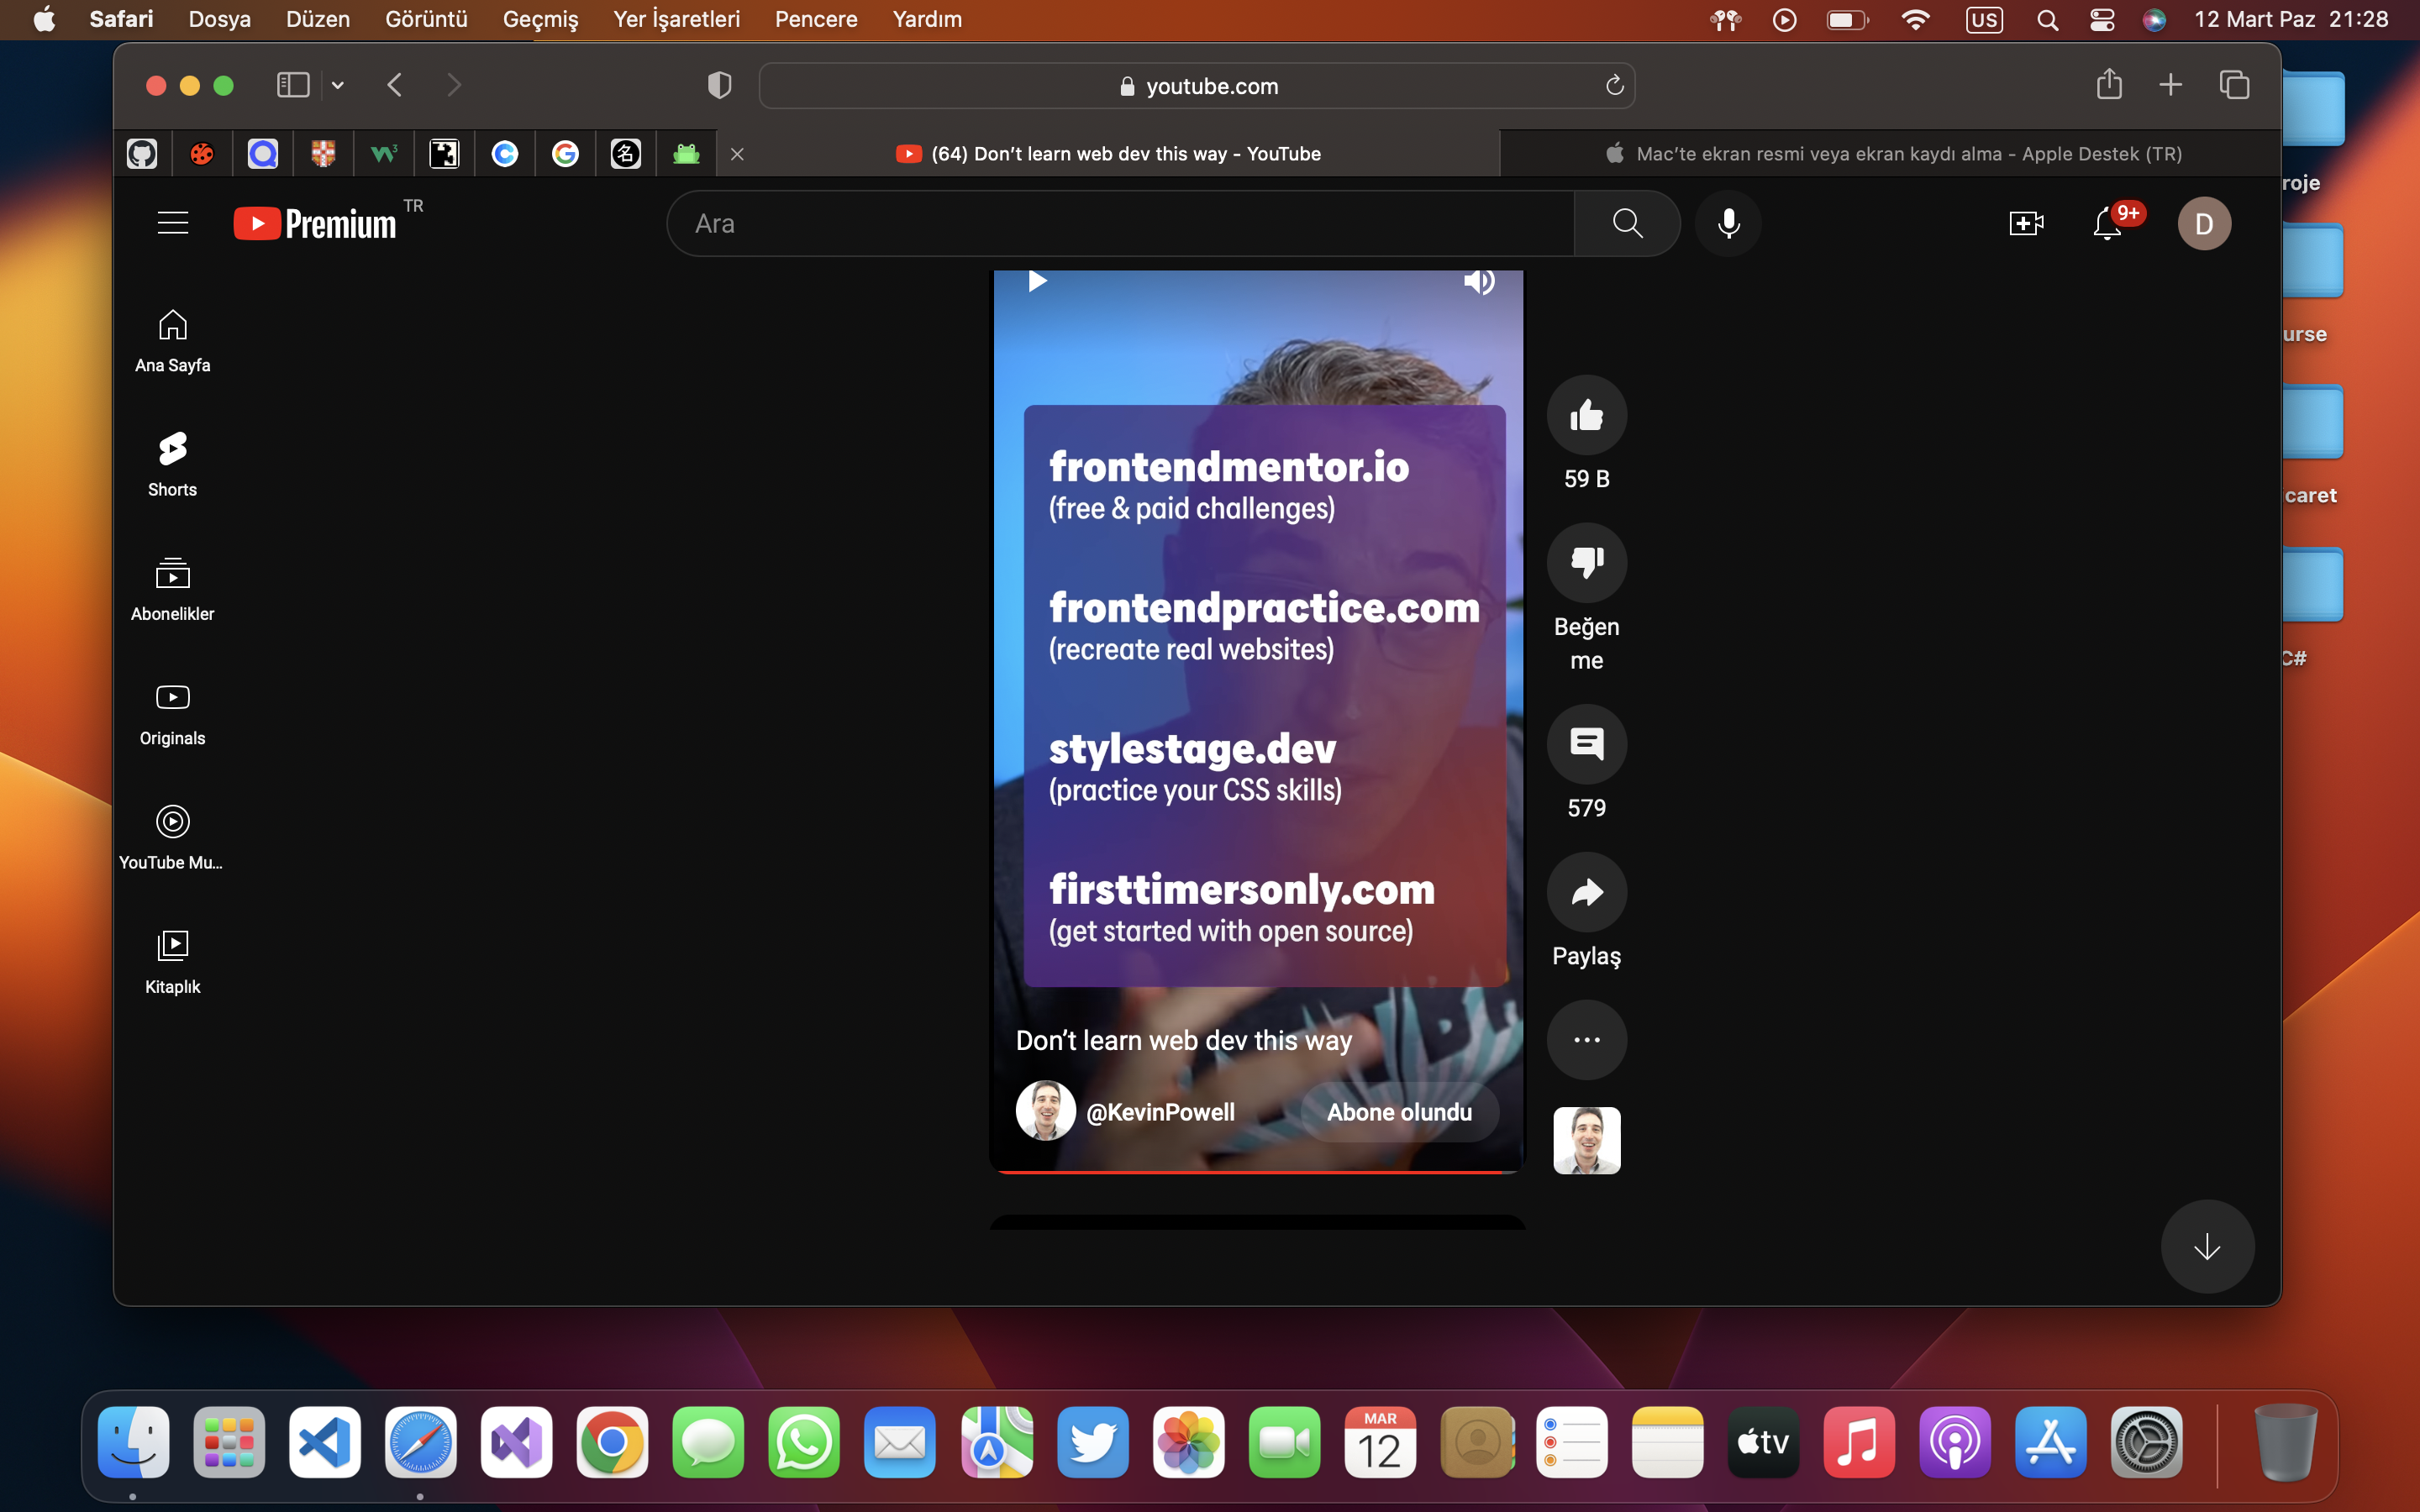 Safari Dosya Düzen Görüntü Geçmiş Yer İşaretleri Pencere Yardım US 12 Mart Paz 21:28
youtube.com
(64) Don't learn web dev this way - YouTube
Mac'te ekran resmi veya ekran kaydı alma - Apple Destek (TR)
Premium TR
Ara
9+
D
Ana Sayfa
Shorts
Abonelikler
Originals
YouTube Mu...
Kitaplık
frontendmentor.io
(free & paid challenges)
frontendpractice.com
(recreate real websites)
stylestage.dev
(practice your CSS skills)
firsttimersonly.com
(get started with open source)
Don't learn web dev this way
@KevinPowell Abone olundu
59 B
Beğen
me
579
Paylaş
roje
urse
caret
C#
MAR
12
tv